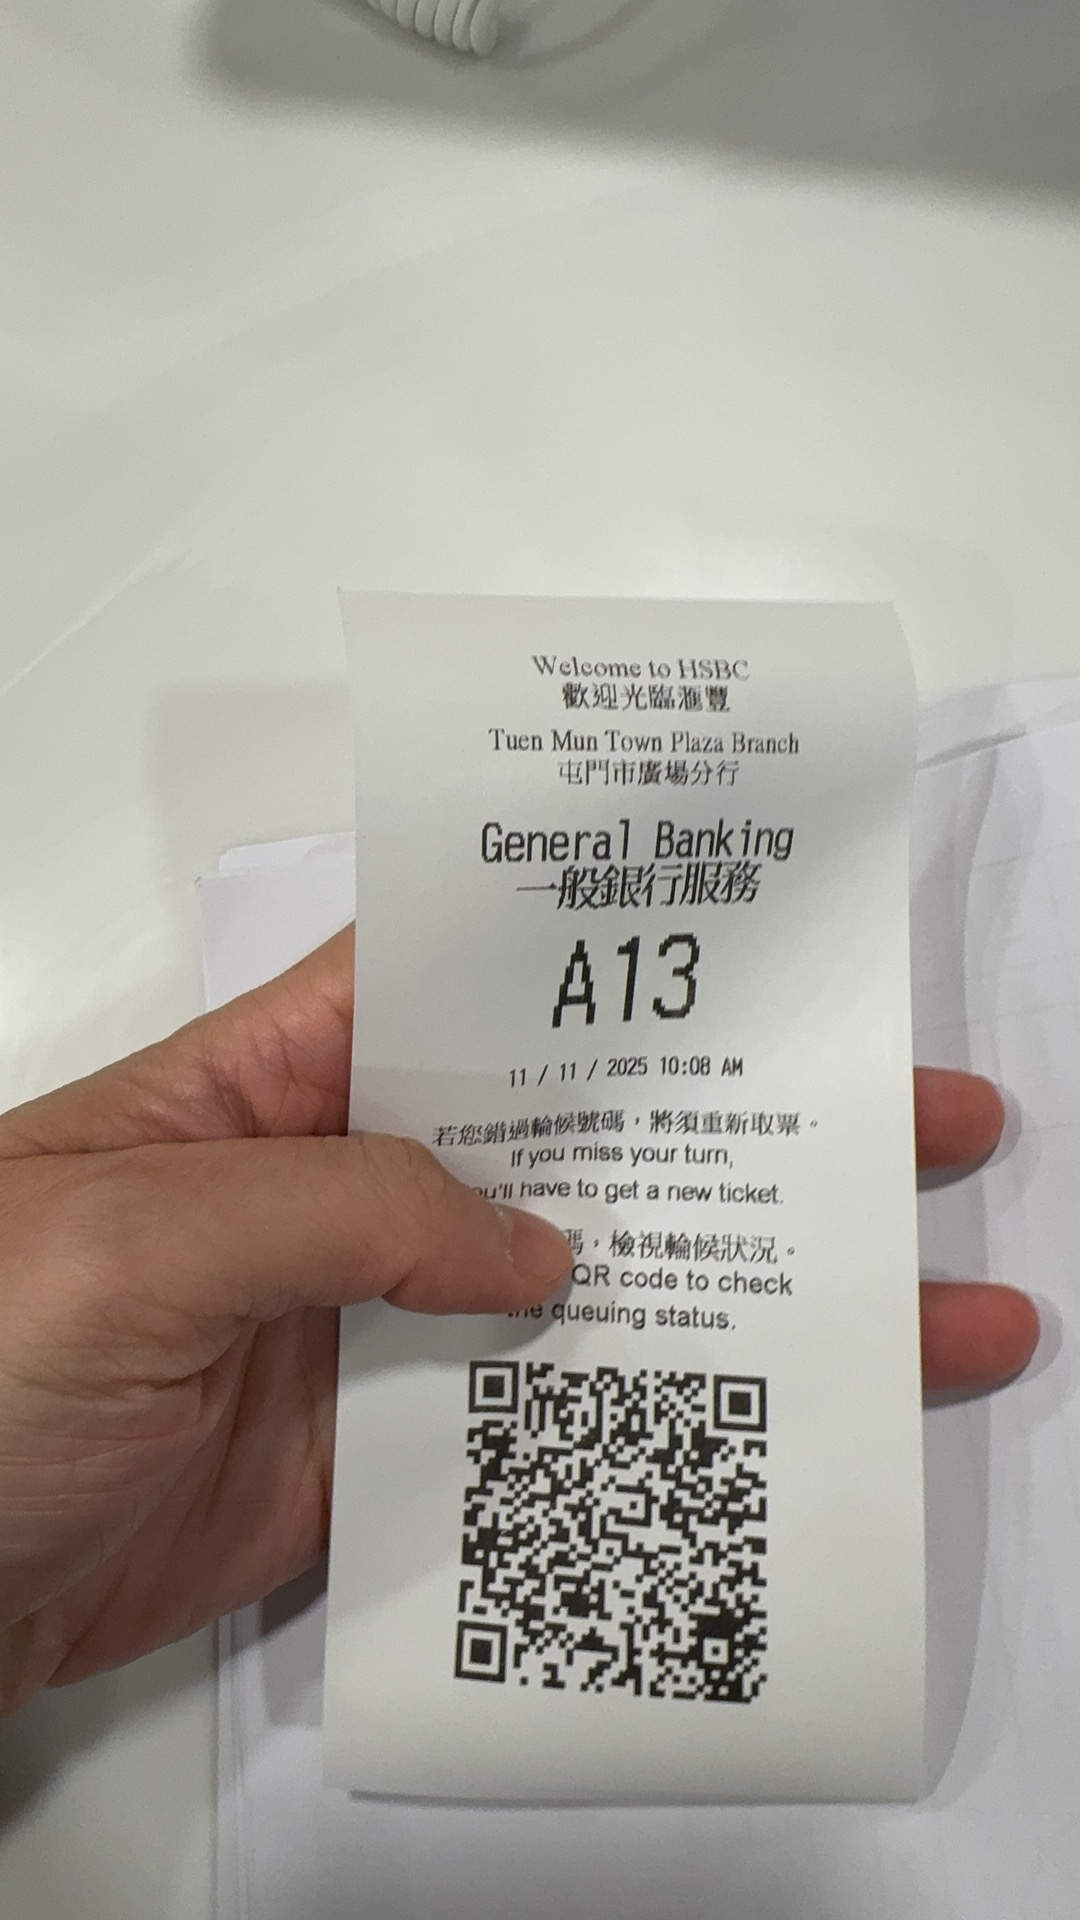 Welcome to HSBC
歡迎光臨滙豐
Tuen Mun Town Plaza Branch
屯門市廣場分行
General Banking
一般銀行服務
A13
11 / 11 / 2025 10:08 AM
若您錯過輪候號碼，將須重新取票。
If you miss your turn,
have to get a new ticket.
碼，檢視輪候狀況。
QR code to check
queuing status.